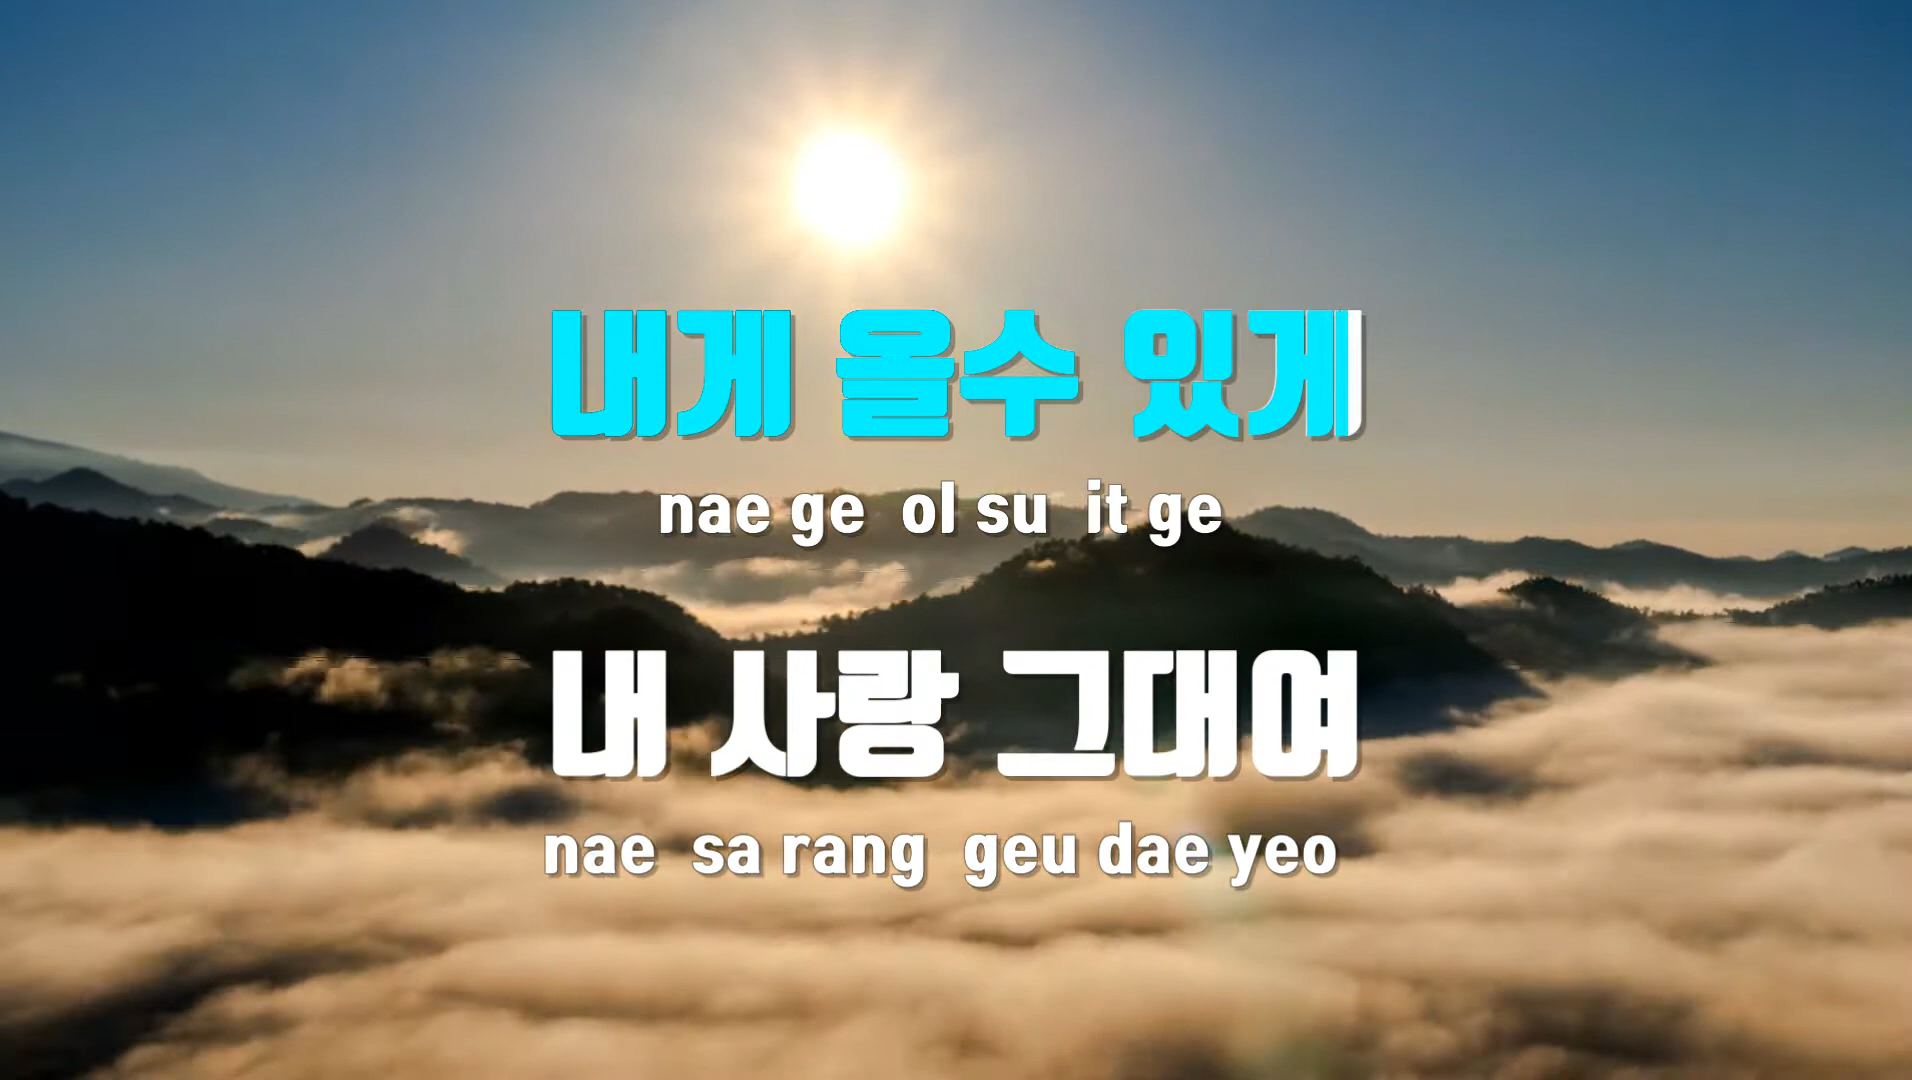 내게 올수 있게
nae ge ol su it ge
내 사랑 그대여
nae sa rang geu dae yeo